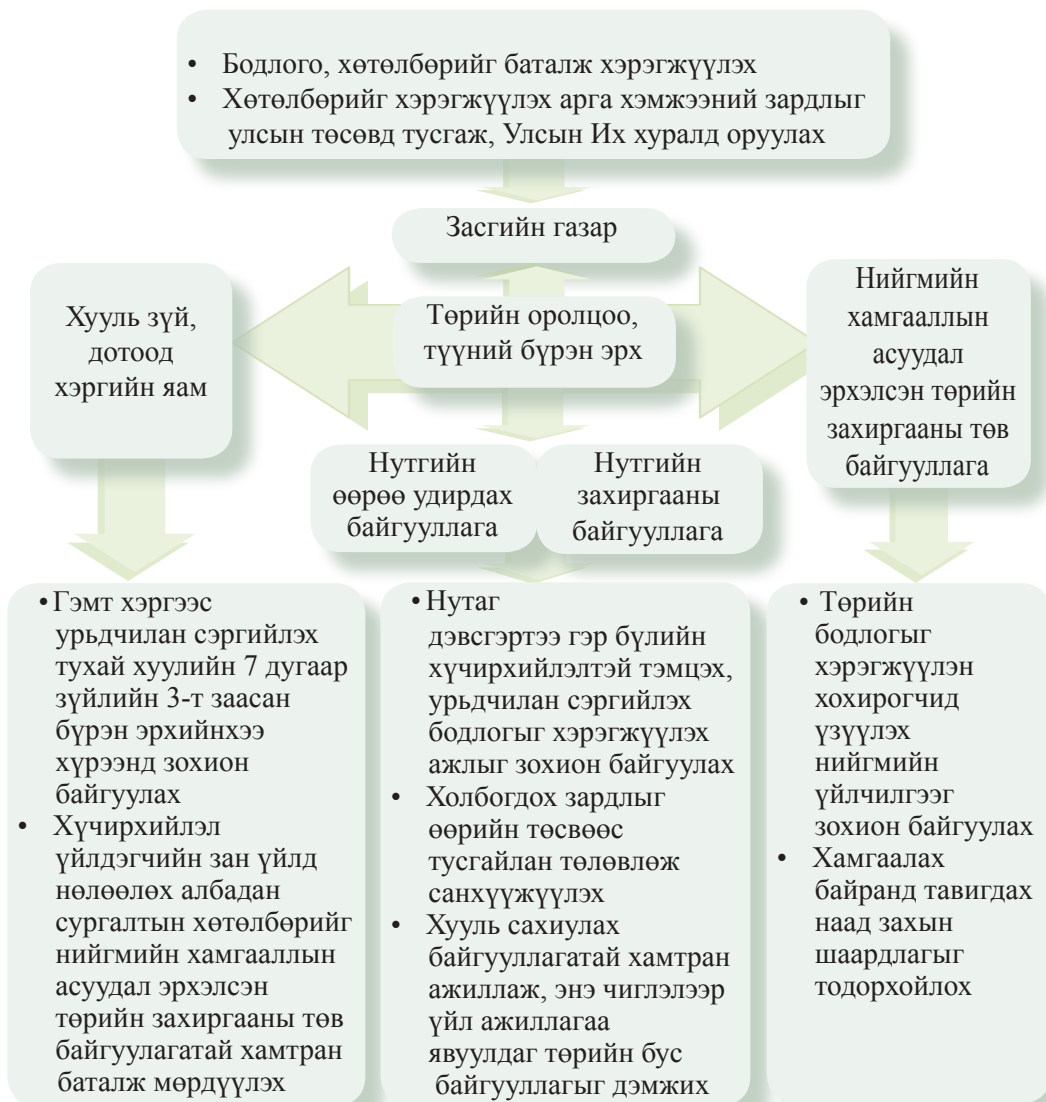 • Бодлого, хөтөлбөрийг баталж хэрэгжүүлэх
• Хөтөлбөрийг хэрэгжүүлэх арга хэмжээний зардлыг
улсын төсөвд тусгаж, Улсын Их хуралд оруулах
Засгийн газар
Хууль зүй,
дотоод
хэргийн яам
Төрийн оролцоо,
түүний бүрэн эрх
Нийгмийн
хамгааллын
асуудал
эрхэлсэн төрийн
захиргааны төв
байгууллага
Нутгийн
өөрөө удирдах
байгууллага
Нутгийн
захиргааны
байгууллага
• Гэмт хэргээс
урьдчилан сэргийлэх
тухай хуулийн 7 дугаар
зүйлийн 3-т заасан
бүрэн эрхийнхээ
хүрээнд зохион
байгуулах
• Хүчирхийлэл
үйлдэгчийн зан үйлд
нөлөөлөх албадан
сургалтын хөтөлбөрийг
нийгмийн хамгааллын
асуудал эрхэлсэн
төрийн захиргааны төв
байгуулагатай хамтран
баталж мөрдүүлэх
• Нутаг
дэвсгэртээ гэр бүлийн
хүчирхийлэлтэй тэмцэх,
урьдчилан сэргийлэх
бодлогыг хэрэгжүүлэх
ажлыг зохион байгуулах
• Холбогдох зардлыг
өөрийн төсвөөс
тусгайлан төлөвлөж
санхүүжүүлэх
• Хууль сахиулах
байгууллагатай хамтран
ажиллаж, энэ чиглэлээр
үйл ажиллагаа
явуулдаг төрийн бус
байгууллагыг дэмжих
• Төрийн
бодлогыг
хэрэгжүүлэн
хохирогчид
үзүүлэх
нийгмийн
үйлчилгээг
зохион байгуулах
• Хамгаалах
байранд тавигдах
наад захын
шаардлагыг
тодорхойлох